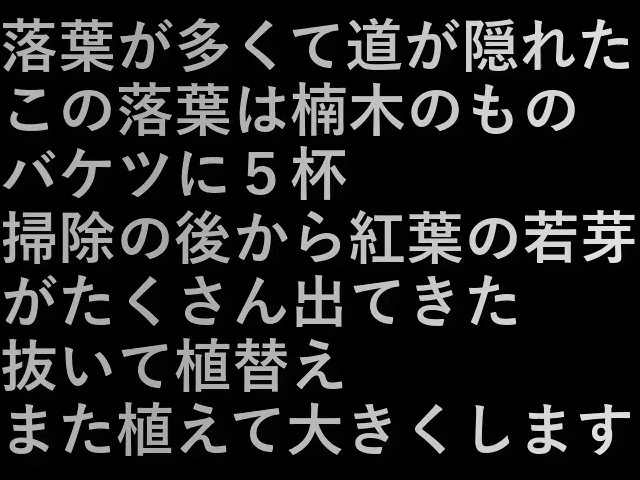 落葉が多くて道が隠れた
この落葉は楠木のもの
バケツに５杯
掃除の後から紅葉の若芽
がたくさん出てきた
抜いて植替え
また植えて大きくします